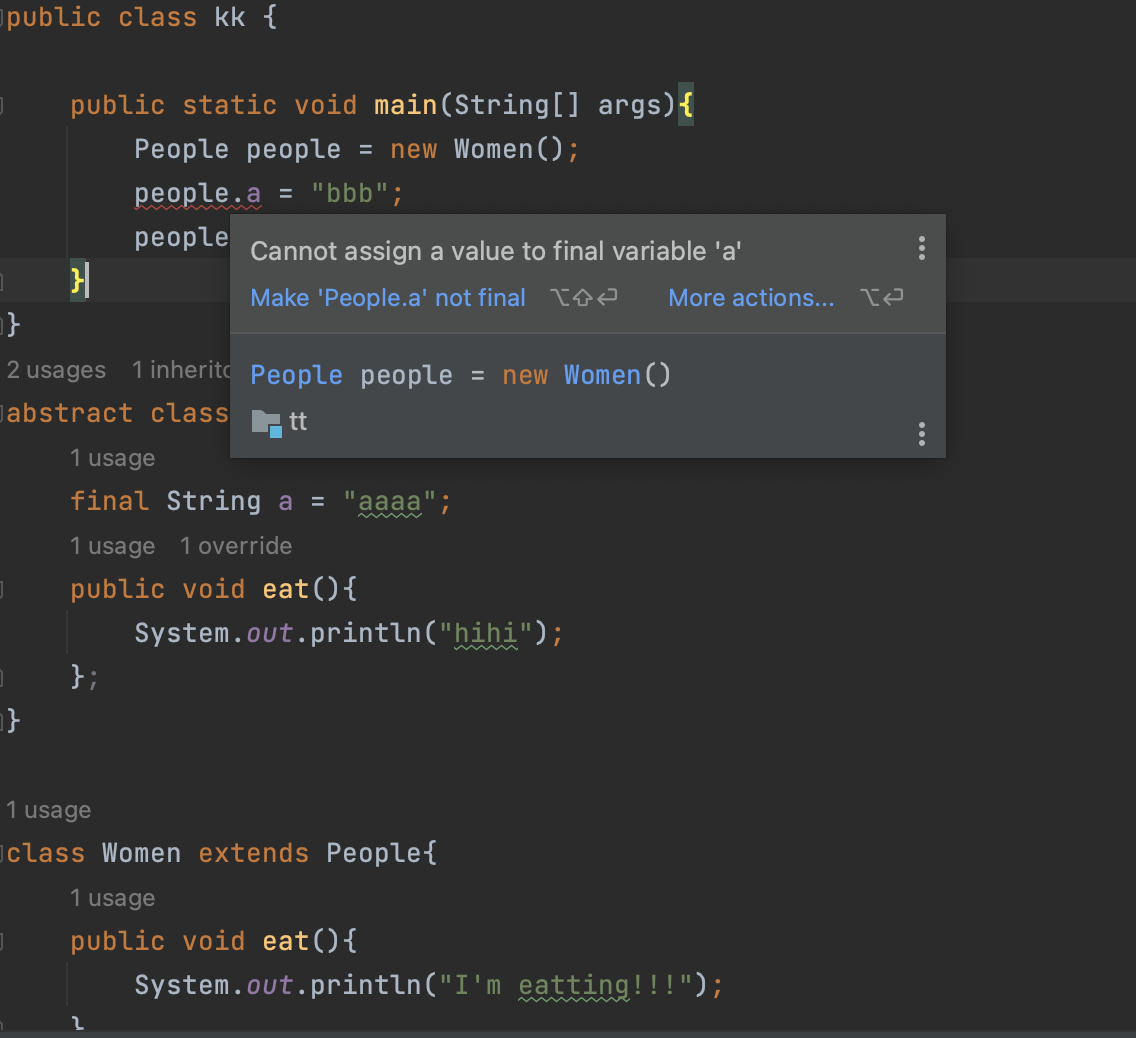 public class kk {
public static void main(String[] args){
People people = new Women();
people.a = "bbb";
people
Cannot assign a value to final variable 'a'
Make 'People.a' not final ⌥⇧⏎ More actions... ⌥⏎
}
}
People people = new Women()
2 usages 1 inherito
abstract class
tt
1 usage
final String a = "aaaa";
1 usage 1 override
public void eat(){
System.out.println("hihi");
};
}
1 usage
class Women extends People{
1 usage
public void eat(){
System.out.println("I'm eatting!!!");
}